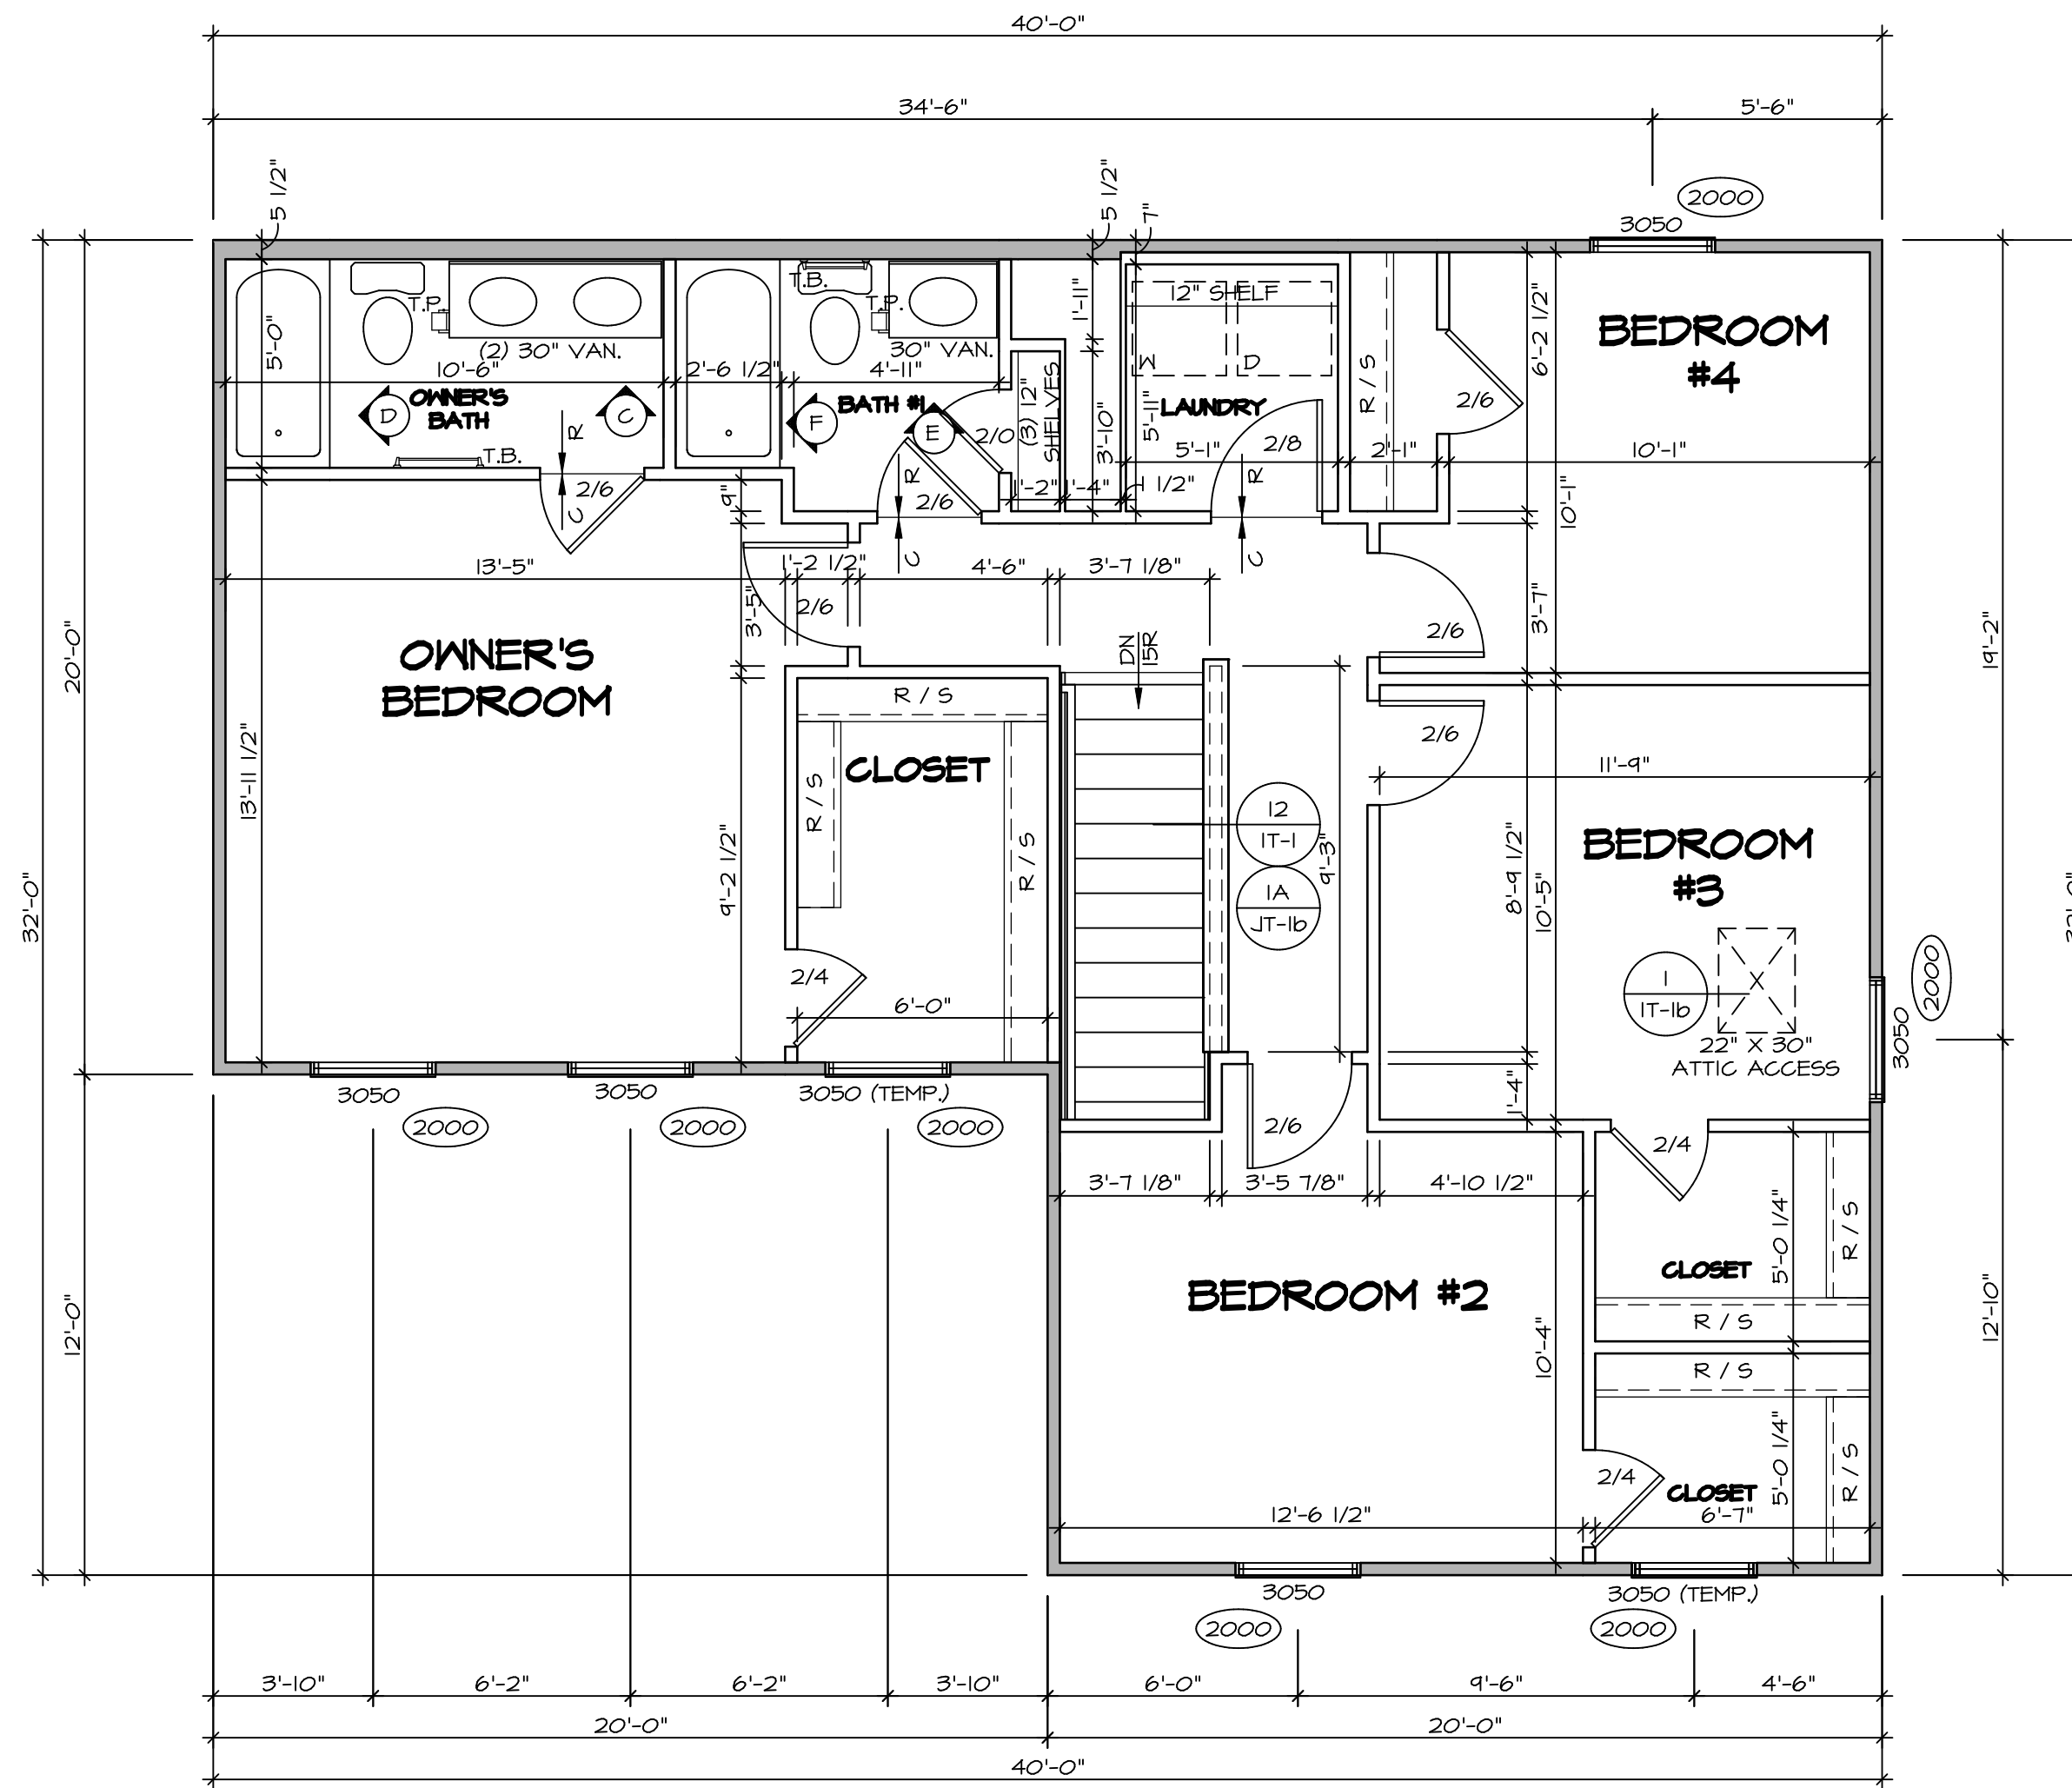 40'-0"
34'-6"
5'-6"
5 1/2"
5 1/2"
7"
2000
3050
T.B.
T.P.
T.P.
12" SHELF
1'-11"
6'-2 1/2"
BEDROOM
#4
5'-0"
(2) 30" VAN.
30" VAN.
W
D
10'-6"
2'-6 1/2"
4'-11"
R / S
2/6
D
OWNER'S
BATH
C
F
BATH #1
E
2/0
(3) 12"
SHELVES
3'-10"
5'-11"
LAUNDRY
R
T.B.
2/6
C
9"
R
2/6
C
1'-2"
1'-4"
1 1/2"
5'-1"
2/8
R
C
2'-1"
10'-1"
10'-1"
13'-5"
1'-2 1/2"
4'-6"
3'-7 1/8"
3'-5"
2/6
3'-7"
2/6
20'-0"
19'-2"
OWNER'S
BEDROOM
DN
15R
R / S
2/6
CLOSET
R / S
R / S
13'-11 1/2"
9'-2 1/2"
11'-9"
12
1T-1
9'-3"
1A
JT-1b
8'-9 1/2"
10'-5"
BEDROOM
#3
32'-0"
32'-0"
1
1T-1b
X
22" X 30"
ATTIC ACCESS
2000
3050
2/4
6'-0"
3050
3050
3050 (TEMP.)
2000
2000
2000
2/6
1'-4"
2/4
3'-7 1/8"
3'-5 7/8"
4'-10 1/2"
5'-0 1/4"
R / S
CLOSET
R / S
12'-0"
BEDROOM #2
10'-4"
12'-10"
R / S
2/4
CLOSET
5'-0 1/4"
R / S
12'-6 1/2"
6'-7"
3050
3050 (TEMP.)
2000
2000
3'-10"
6'-2"
6'-2"
3'-10"
6'-0"
9'-6"
4'-6"
20'-0"
20'-0"
40'-0"